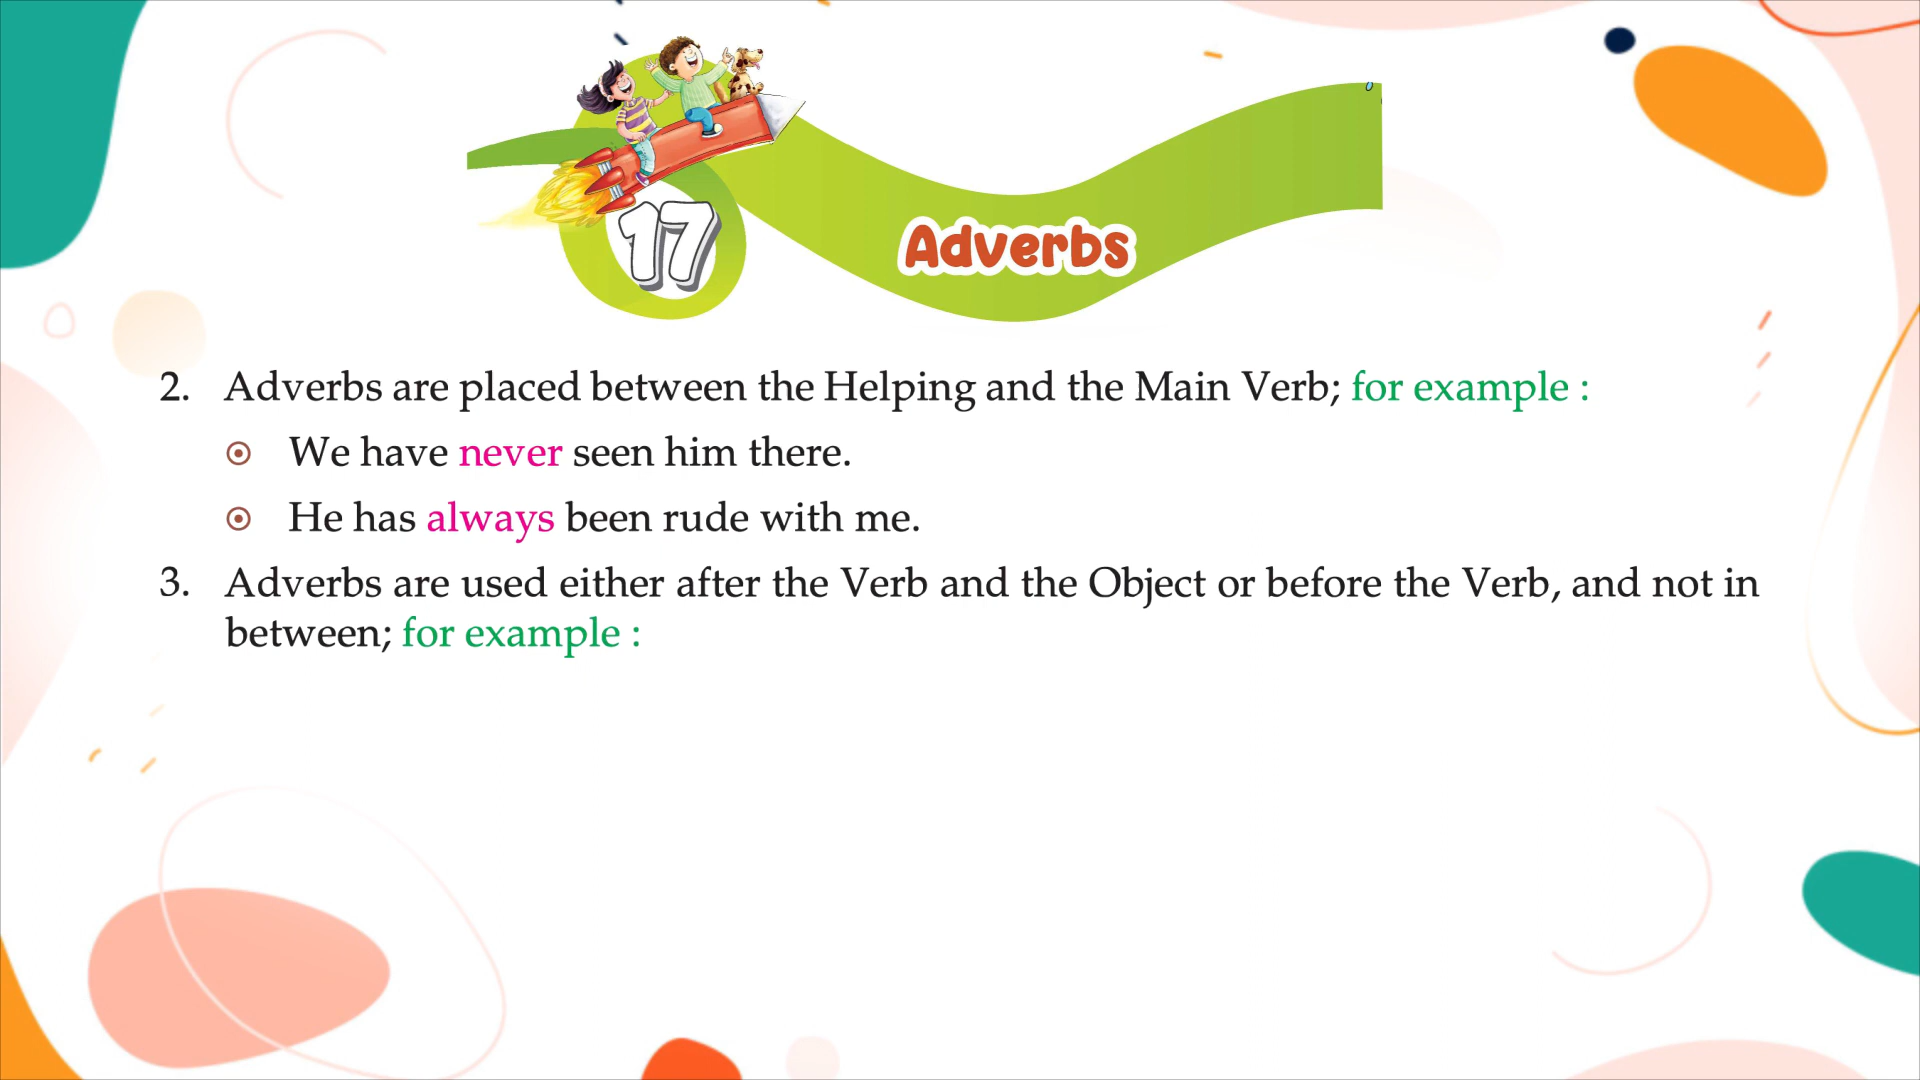 17
Adverbs
2. Adverbs are placed between the Helping and the Main Verb; for example :
We have never seen him there.
He has always been rude with me.
3. Adverbs are used either after the Verb and the Object or before the Verb, and not in
between; for example :